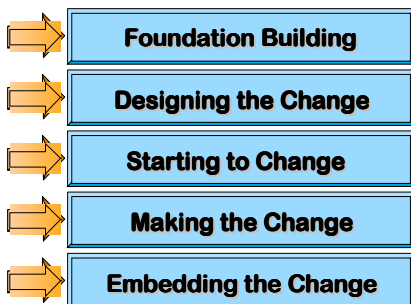 Foundation Building
Designing the Change
Starting to Change
Making the Change
Embedding the Change